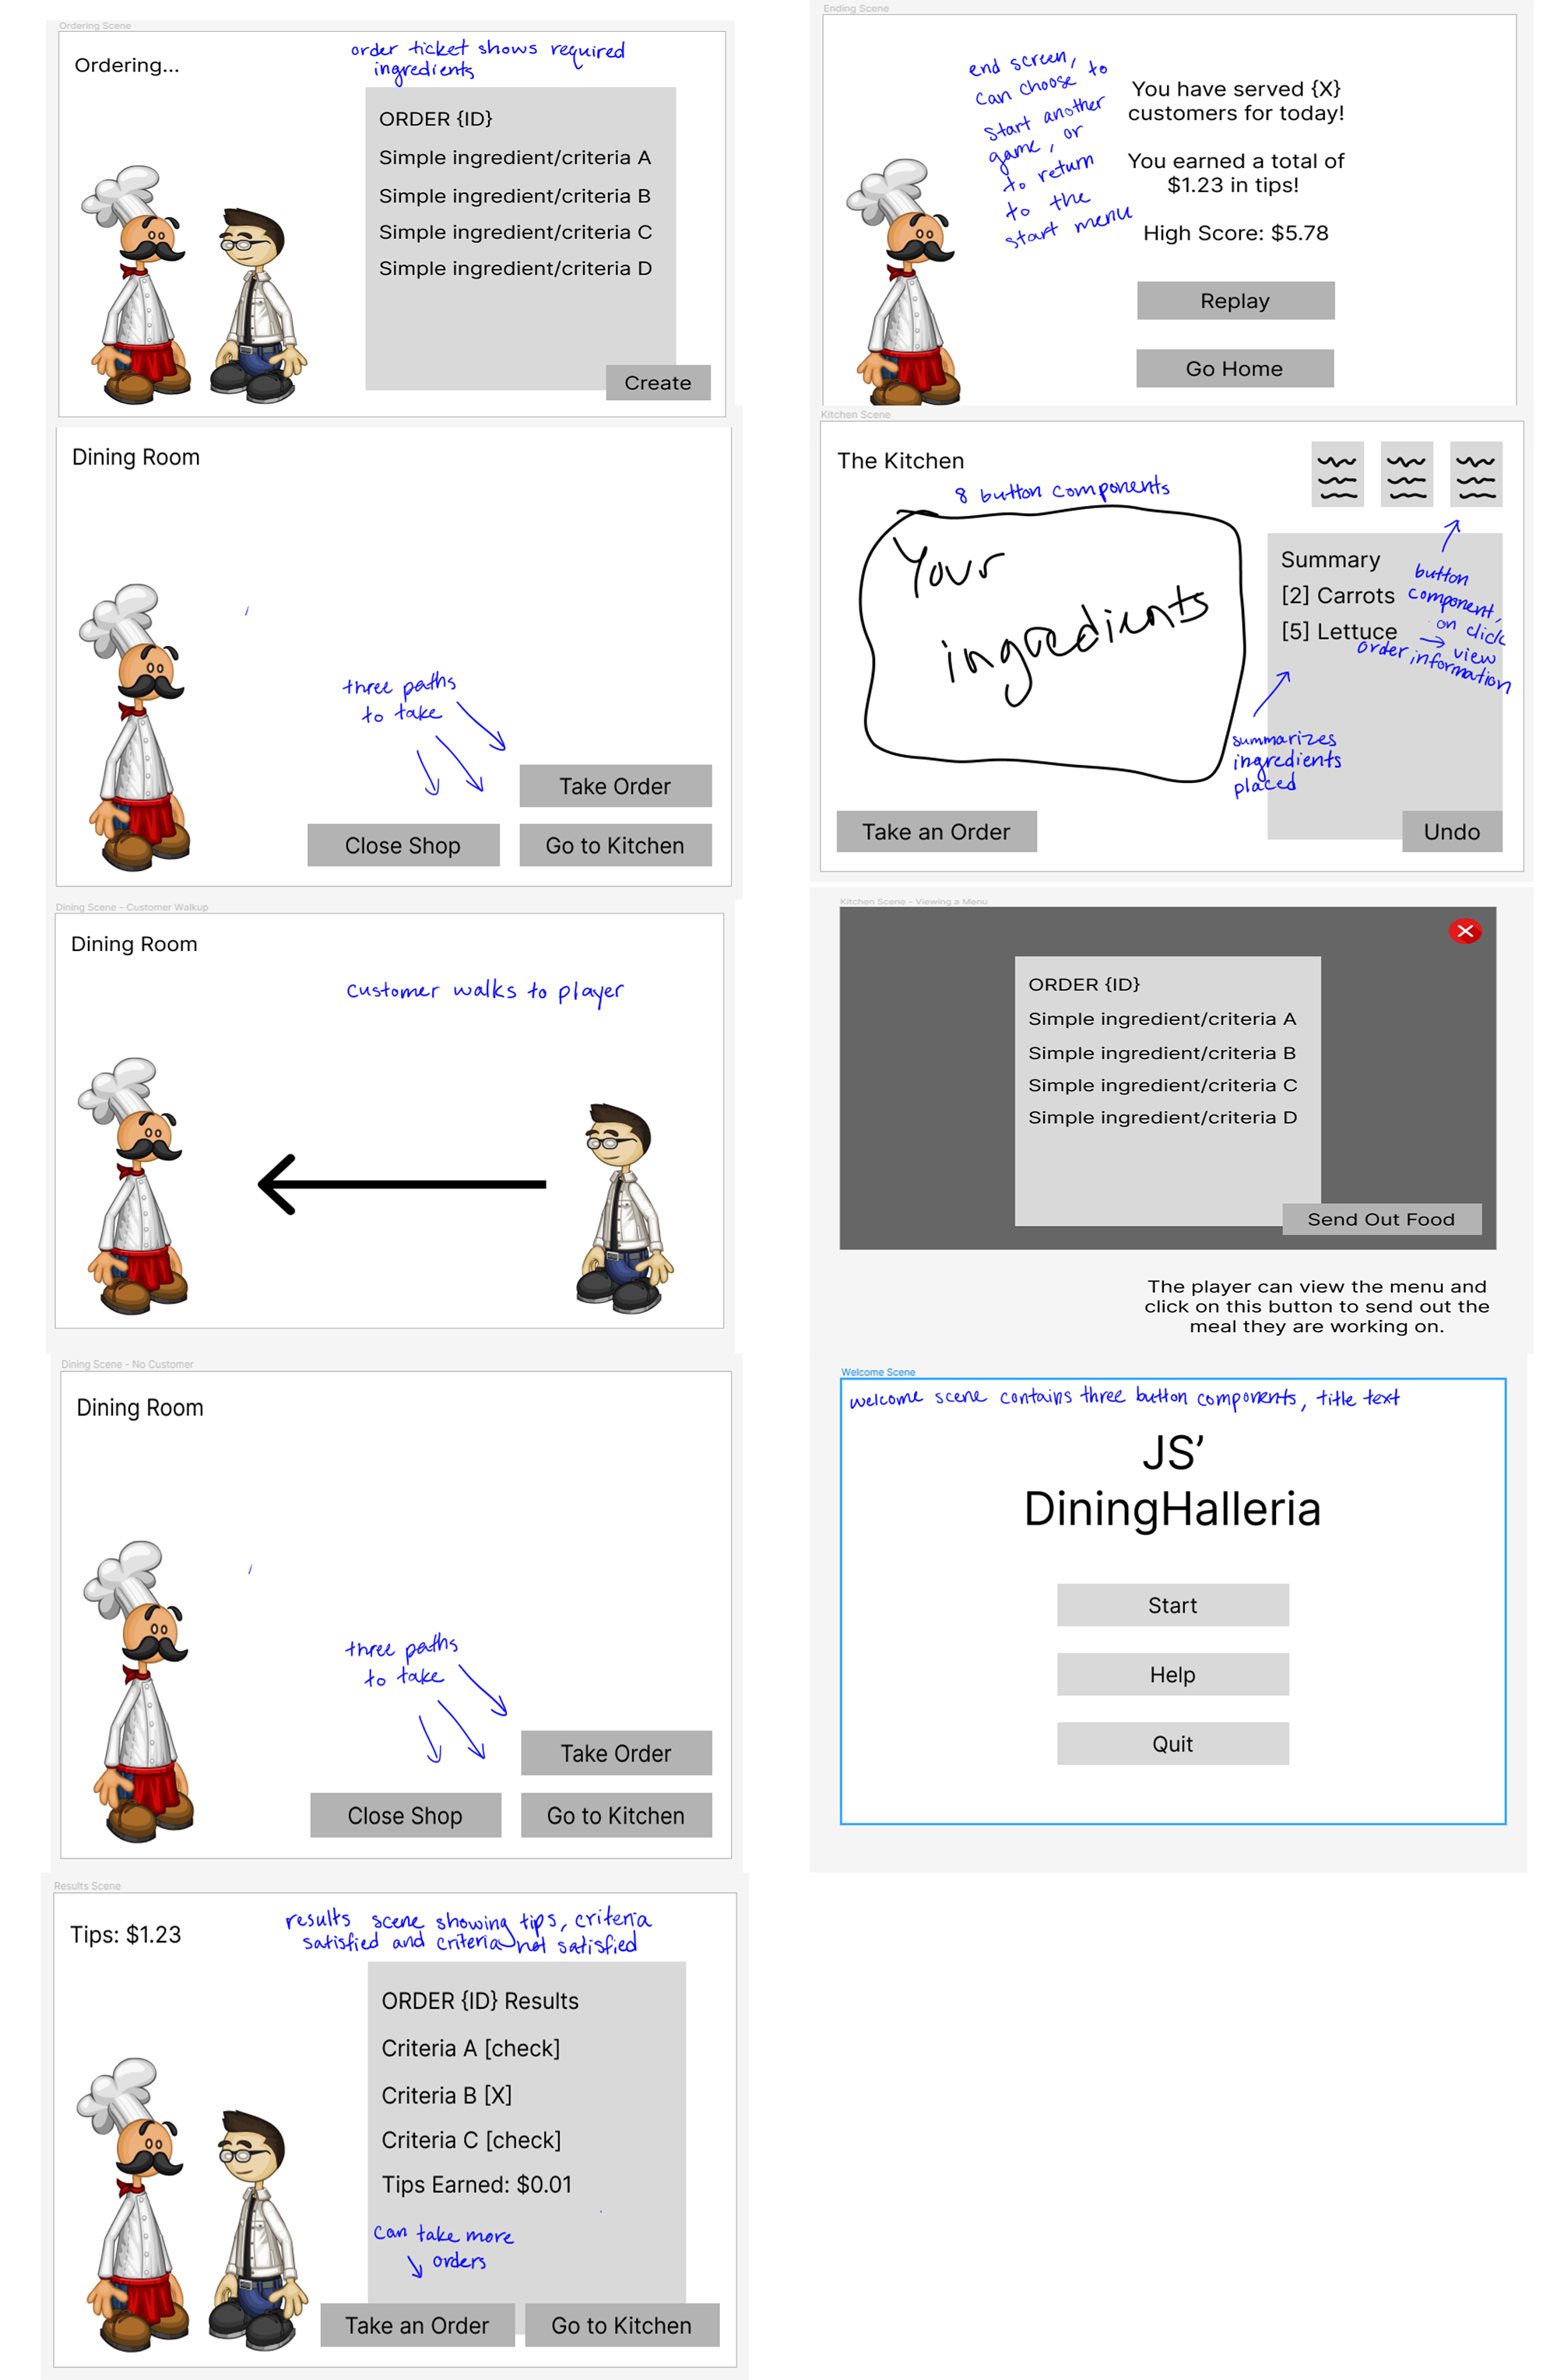 Ordering Scene
Ordering...
order ticket shows required
ingredients
ORDER {ID}
Simple ingredient/criteria A
Simple ingredient/criteria B
Simple ingredient/criteria C
Simple ingredient/criteria D
Create
Dining Room
three paths
to take
Take Order
Close Shop
Go to Kitchen
Dining Scene - Customer Walkup
Dining Room
customer walks to player
Dining Scene - No Customer
Dining Room
three paths
to take
Take Order
Close Shop
Go to Kitchen
Results Scene
Tips: $1.23
results scene showing tips, criteria
satisfied and criteria not satisfied
ORDER {ID} Results
Criteria A [check]
Criteria B [X]
Criteria C [check]
Tips Earned: $0.01
can take more
orders
Take an Order
Go to Kitchen
Ending Scene
end screen,
can choose to
start another
game, or
to return
to the
start menu
You have served {X}
customers for today!
You earned a total of
$1.23 in tips!
High Score: $5.78
Replay
Go Home
Kitchen Scene
The Kitchen
8 button components
Your
ingredients
Summary
[2] Carrots
[5] Lettuce
button
component,
on click
→ view
order information
summarizes
ingredients
placed
Take an Order
Undo
Kitchen Scene - Viewing a Menu
ORDER {ID}
Simple ingredient/criteria A
Simple ingredient/criteria B
Simple ingredient/criteria C
Simple ingredient/criteria D
Send Out Food
The player can view the menu and
click on this button to send out the
meal they are working on.
Welcome Scene
welcome scene contains three button components, title text
JS’
DiningHalleria
Start
Help
Quit